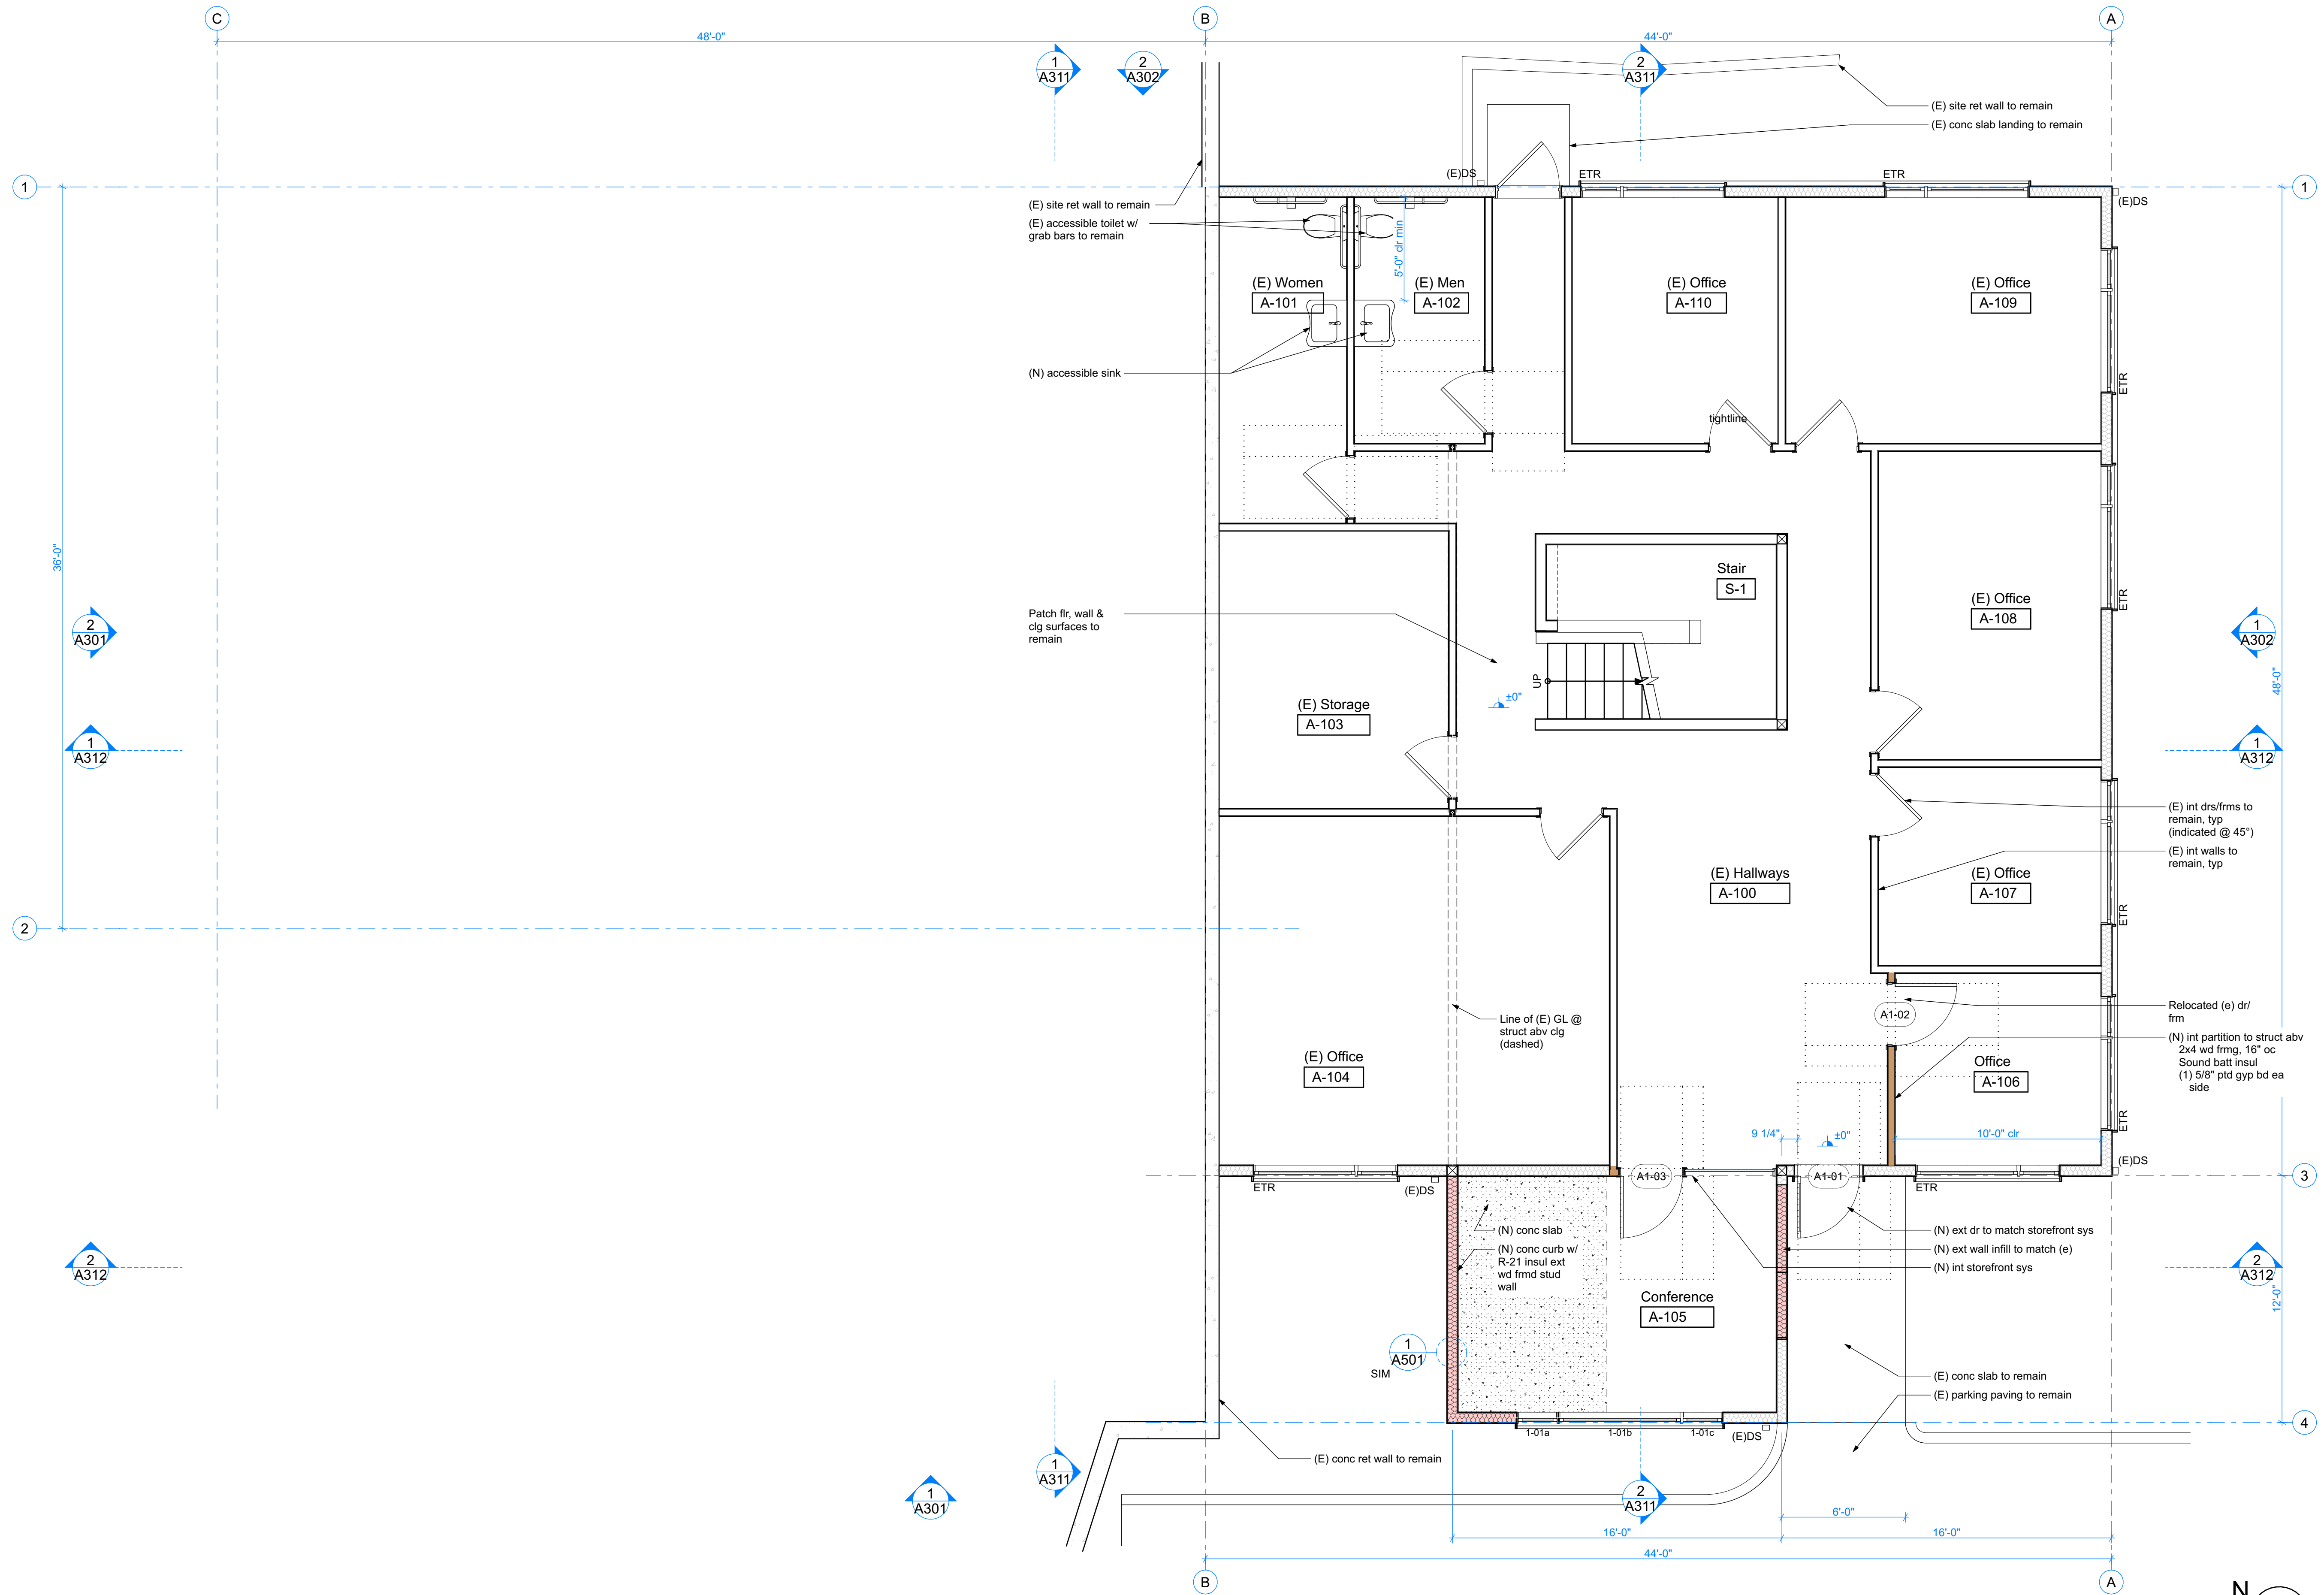 C
B
A
48'-0"
44'-0"
1
A311
2
A302
2
A311
(E) site ret wall to remain
(E) conc slab landing to remain
1
1
(E)DS
ETR
ETR
(E)DS
(E) site ret wall to remain
(E) accessible toilet w/
grab bars to remain
5'-0" clr min
(E) Women
A-101
(E) Men
A-102
(E) Office
A-110
(E) Office
A-109
(N) accessible sink
ETR
tightline
36'-0"
Stair
S-1
ETR
(E) Office
A-108
Patch flr, wall &
clg surfaces to
remain
2
A301
1
A302
48'-0"
UP
±0"
(E) Storage
A-103
1
A312
1
A312
(E) int drs/frms to
remain, typ
(indicated @ 45°)
(E) int walls to
remain, typ
(E) Hallways
A-100
(E) Office
A-107
ETR
2
Line of (E) GL @
struct abv clg
(dashed)
A1-02
Relocated (e) dr/
frm
(N) int partition to struct abv
2x4 wd frmg, 16" oc
Sound batt insul
(1) 5/8" ptd gyp bd ea
side
(E) Office
A-104
Office
A-106
ETR
9 1/4"
±0"
10'-0" clr
(E)DS
A1-03
A1-01
3
ETR
(E)DS
ETR
(N) conc slab
(N) conc curb w/
R-21 insul ext
wd frmd stud
wall
(N) ext dr to match storefront sys
(N) ext wall infill to match (e)
(N) int storefront sys
2
A312
2
A312
12'-0"
Conference
A-105
1
A501
SIM
(E) conc slab to remain
(E) parking paving to remain
4
1-01a
1-01b
1-01c
(E)DS
(E) conc ret wall to remain
1
A311
1
A301
2
A311
6'-0"
16'-0"
16'-0"
44'-0"
B
A
N